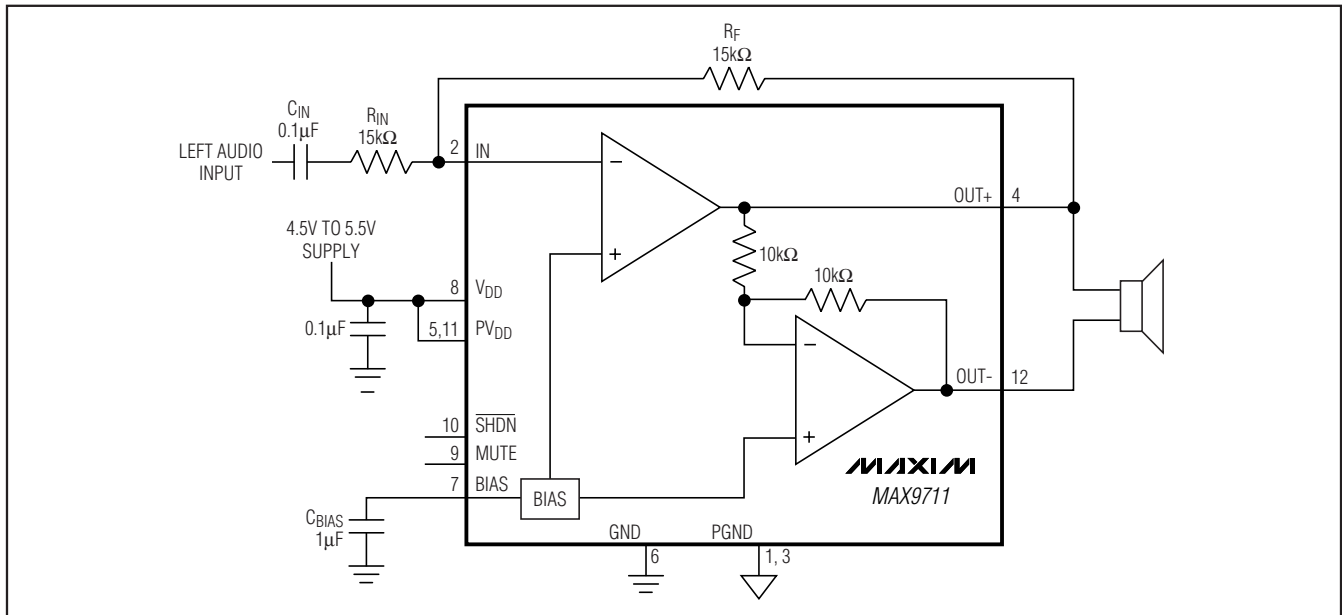 RF
15kΩ
CIN
0.1μF
RIN
15kΩ
LEFT AUDIO
INPUT
2
IN
−
+
OUT+
4
10kΩ
10kΩ
4.5V TO 5.5V
SUPPLY
8
VDD
0.1μF
5,11
PVDD
−
+
OUT-
12
10
SHDN
9
MUTE
7
BIAS
BIAS
MAXIM
MAX9711
CBIAS
1μF
GND
6
PGND
1, 3